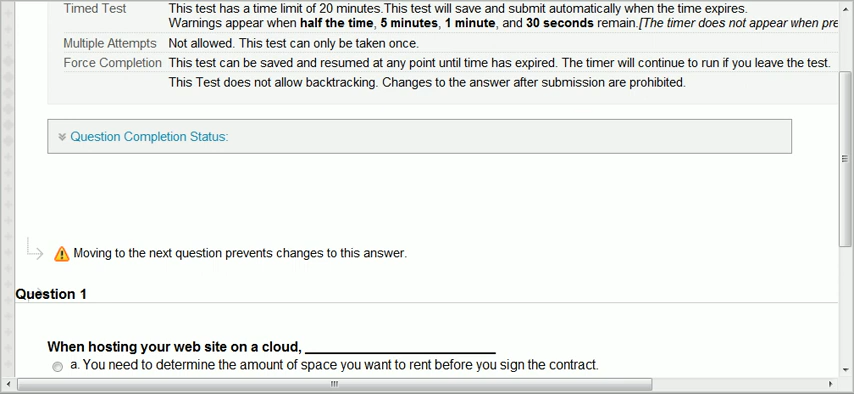 Timed Test This test has a time limit of 20 minutes.This test will save and submit automatically when the time expires.
Warnings appear when half the time, 5 minutes, 1 minute, and 30 seconds remain.[The timer does not appear when
Multiple Attempts Not allowed. This test can only be taken once.
Force Completion This test can be saved and resumed at any point until time has expired. The timer will continue to run if you leave the test.
This Test does not allow backtracking. Changes to the answer after submission are prohibited.
Question Completion Status:
Moving to the next question prevents changes to this answer.
Question 1
When hosting your web site on a cloud, ____________________
a. You need to determine the amount of space you want to rent before you sign the contract.